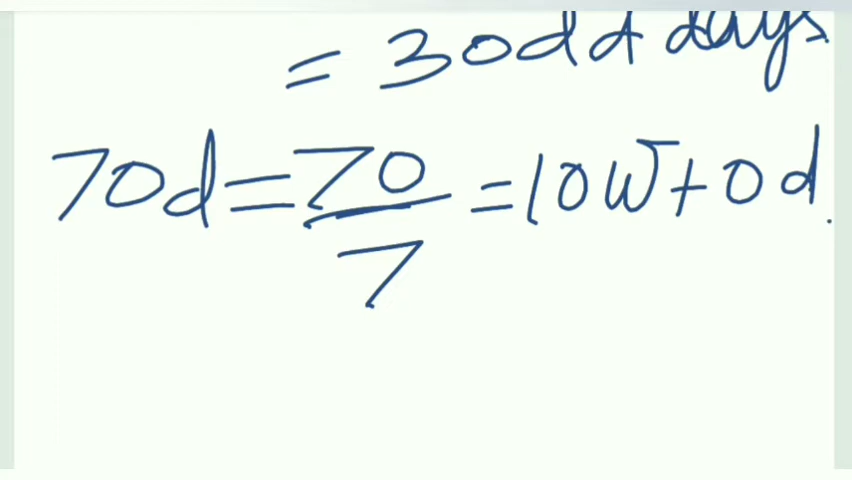 = 3 odd days
70d = 70/7 = 10W + 0d.